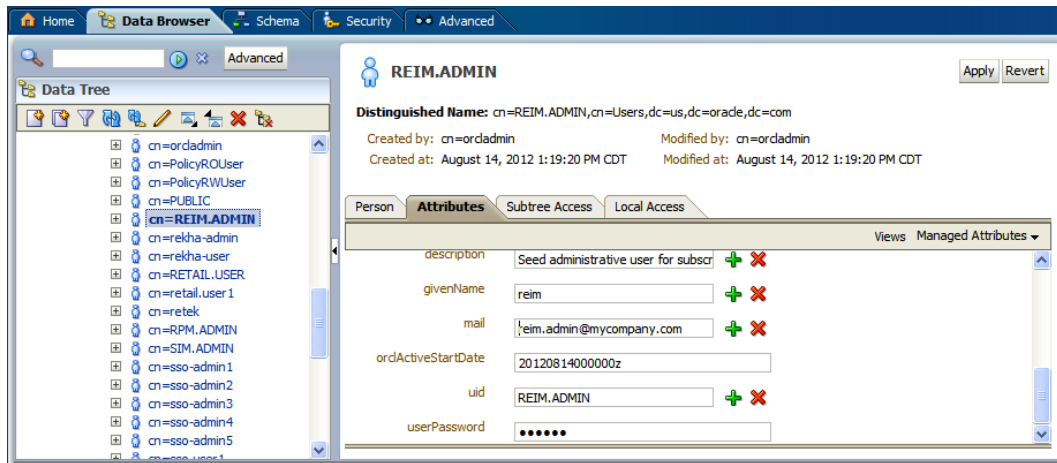 Home Data Browser Schema Security Advanced
Advanced
Data Tree
cn=orcladmin
cn=PolicyROUser
cn=PolicyRWUser
cn=PUBLIC
cn=REIM.ADMIN
cn=rekha-admin
cn=rekha-user
cn=RETAIL.USER
cn=retail.user1
cn=retek
cn=RPM.ADMIN
cn=SIM.ADMIN
cn=sso-admin1
cn=sso-admin2
cn=sso-admin3
cn=sso-admin4
cn=sso-admin5
cn=sso-user1
REIM.ADMIN
Apply Revert
Distinguished Name: cn=REIM.ADMIN,cn=Users,dc=us,dc=oracle,dc=com
Created by: cn=orcladmin Modified by: cn=orcladmin
Created at: August 14, 2012 1:19:20 PM CDT Modified at: August 14, 2012 1:19:20 PM CDT
Person Attributes Subtree Access Local Access
Views Managed Attributes
description Seed administrative user for subscr
givenName reim
mail reim.admin@mycompany.com
orclActiveStartDate 20120814000000z
uid REIM.ADMIN
userPassword ••••••